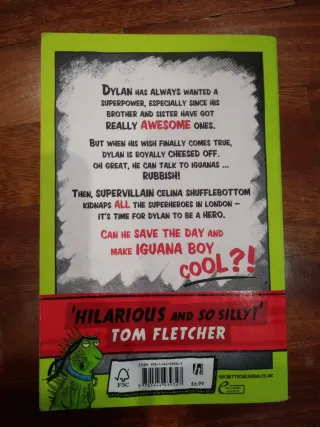 DYLAN HAS ALWAYS WANTED A
SUPERPOWER, ESPECIALLY SINCE HIS
BROTHER AND SISTER HAVE GOT
REALLY AWESOME ONES.
BUT WHEN HIS WISH FINALLY COMES TRUE,
DYLAN IS ROYALLY CHEESED OFF.
OH GREAT, HE CAN TALK TO IGUANAS ...
RUBBISH!
THEN, SUPERVILLAIN CELINA SHUFFLEBOTTOM
KIDNAPS ALL THE SUPERHEROES IN LONDON –
IT'S TIME FOR DYLAN TO BE A HERO.
CAN HE SAVE THE DAY AND
MAKE IGUANA BOY
COOL?!
'HILARIOUS AND SO SILLY!'
TOM FLETCHER
FSC
£6.99